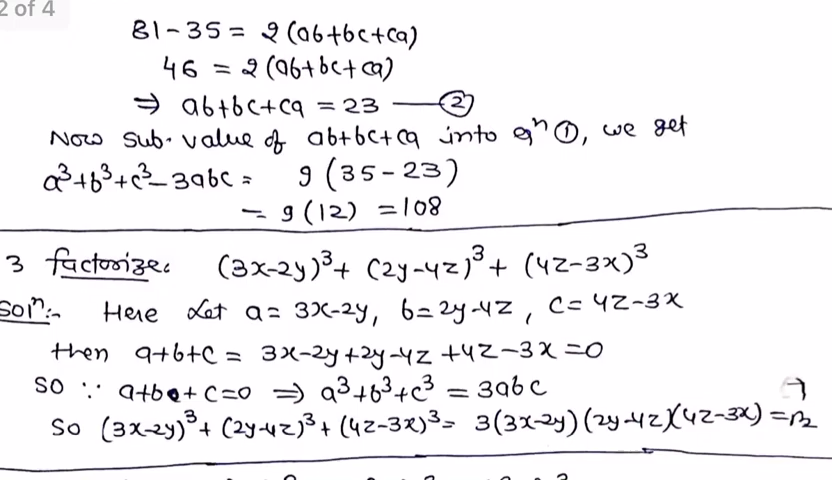 2 of 4
81-35 = 2(ab+bc+ca)
46 = 2(ab+bc+ca)
⇒ ab+bc+ca = 23 —— ②
Now sub. value of ab+bc+ca into eqⁿ ①, we get
a³+b³+c³-3abc = 9(35-23)
= 9(12) = 108
3 factorize: (3x-2y)³ + (2y-4z)³ + (4z-3x)³
Solⁿ:- Here Let a = 3x-2y, b = 2y-4z, c = 4z-3x
then a+b+c = 3x-2y+2y-4z+4z-3x = 0
So ∵ a+b+c=0 ⇒ a³+b³+c³ = 3abc
So (3x-2y)³ + (2y-4z)³ + (4z-3x)³ = 3(3x-2y)(2y-4z)(4z-3x) =